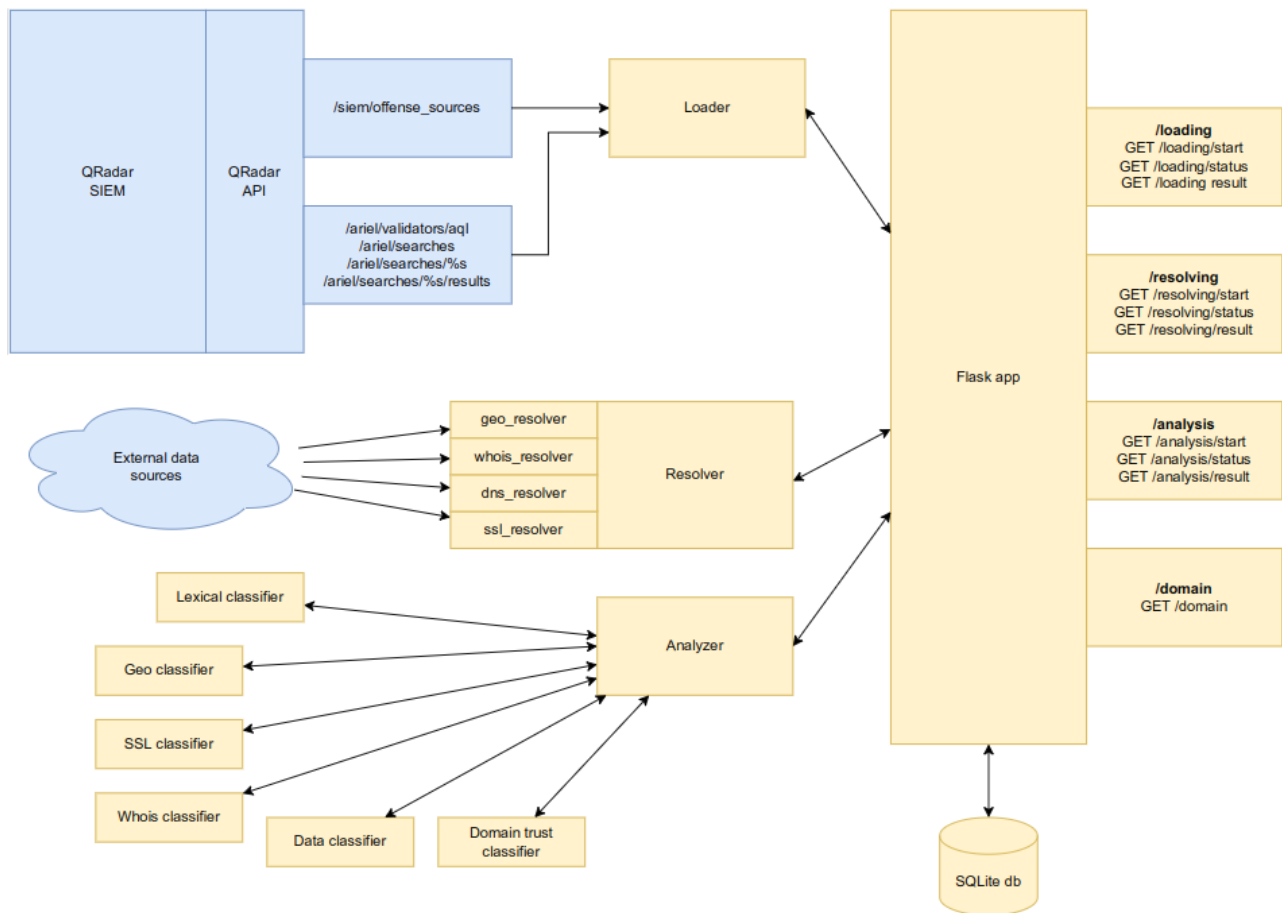 QRadar
SIEM
QRadar
API
/siem/offense_sources
/ariel/validators/aql
/ariel/searches
/ariel/searches/%s
/ariel/searches/%s/results
Loader
Flask app
/loading
GET /loading/start
GET /loading/status
GET /loading result
/resolving
GET /resolving/start
GET /resolving/status
GET /resolving/result
/analysis
GET /analysis/start
GET /analysis/status
GET /analysis/result
/domain
GET /domain
External data
sources
geo_resolver
whois_resolver
dns_resolver
ssl_resolver
Resolver
Lexical classifier
Geo classifier
SSL classifier
Whois classifier
Data classifier
Domain trust
classifier
Analyzer
SQLite db